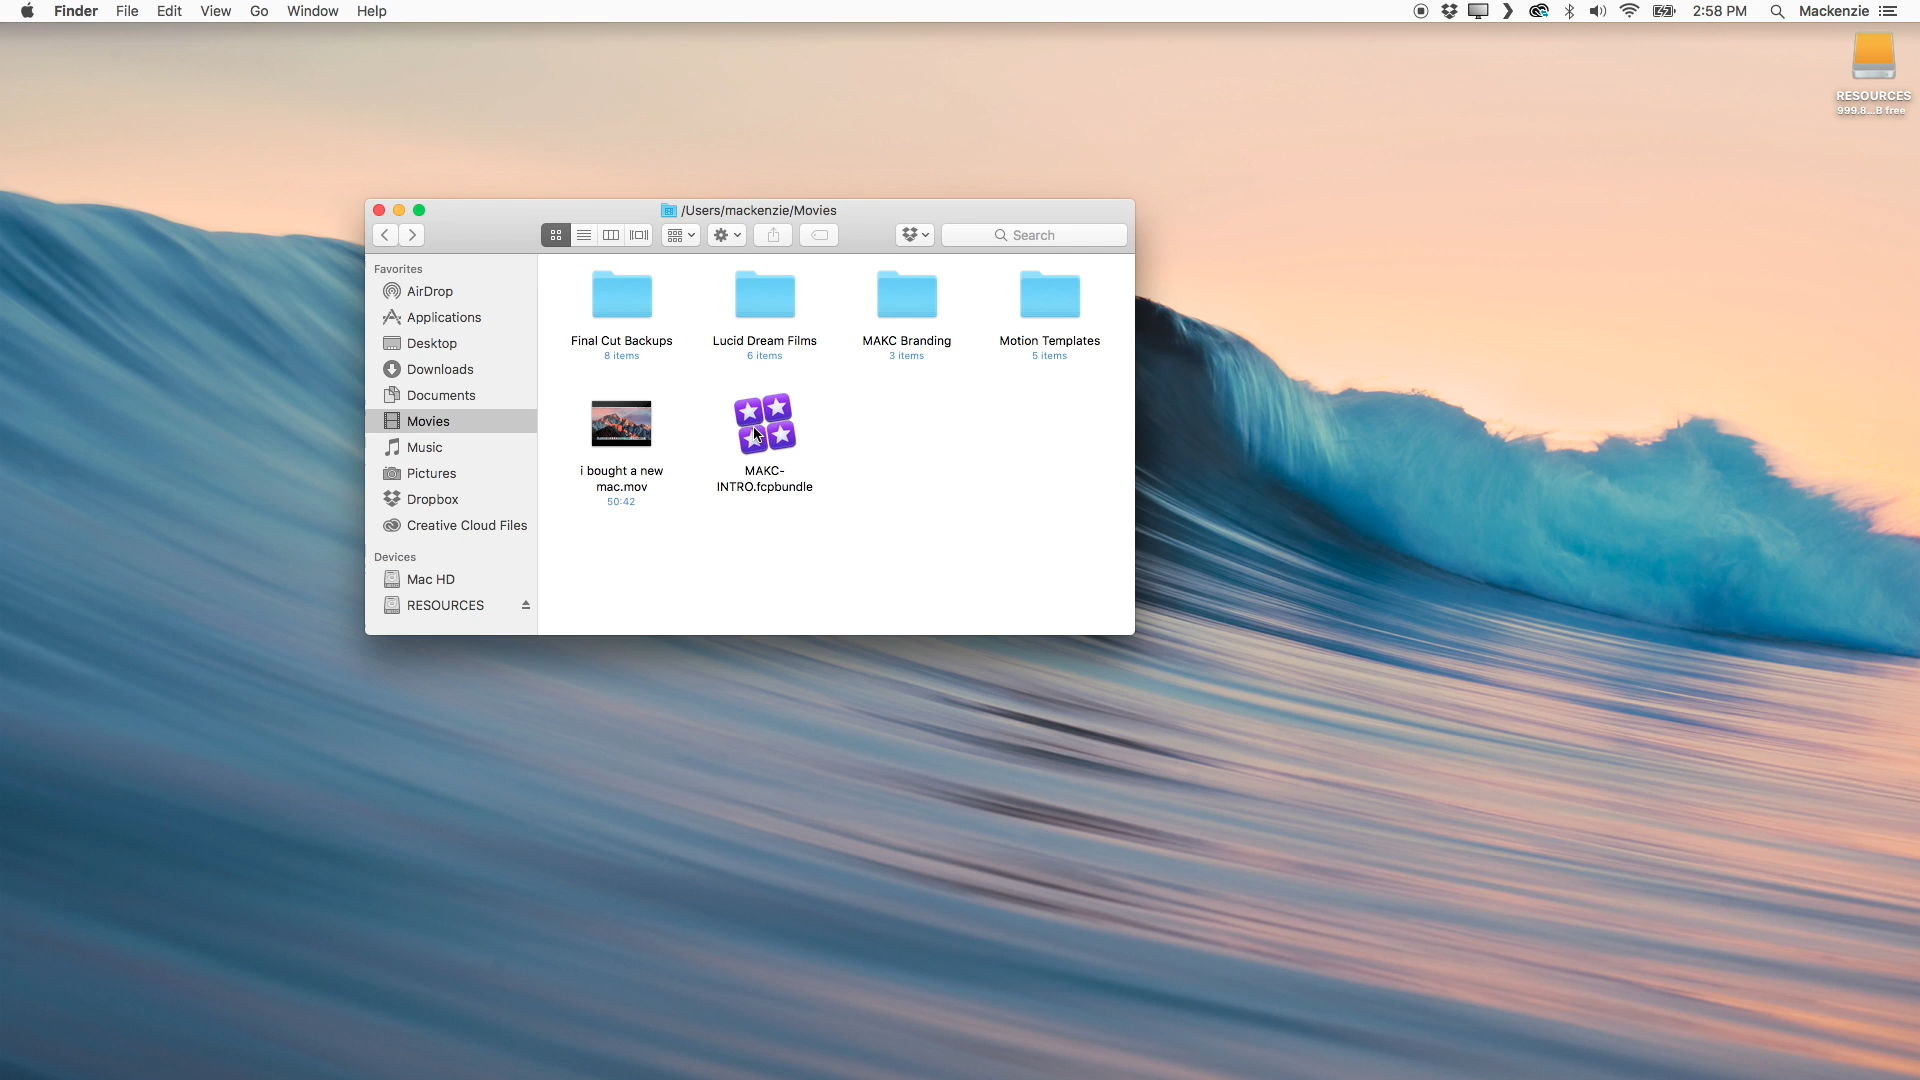 Finder File Edit View Go Window Help
2:58 PM Mackenzie
RESOURCES
999.8...B free
/Users/mackenzie/Movies
Search
Favorites
AirDrop
Applications
Desktop
Downloads
Documents
Movies
Music
Pictures
Dropbox
Creative Cloud Files
Devices
Mac HD
RESOURCES
Final Cut Backups
8 items
Lucid Dream Films
6 items
MAKC Branding
3 items
Motion Templates
5 items
i bought a new
mac.mov
50:42
MAKC-
INTRO.fcpbundle